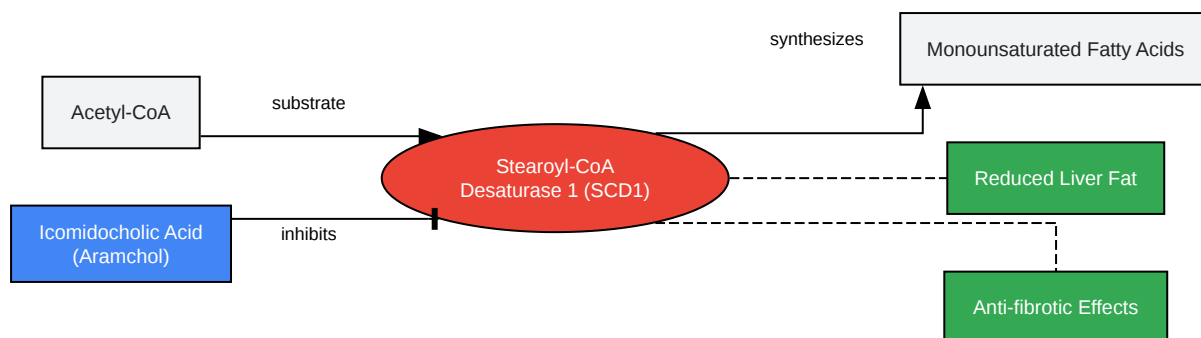 synthesizes
Monounsaturated Fatty Acids
Acetyl-CoA
substrate
Stearoyl-CoA
Desaturase 1 (SCD1)
Reduced Liver Fat
Icomidocholic Acid
(Aramchol)
inhibits
Anti-fibrotic Effects